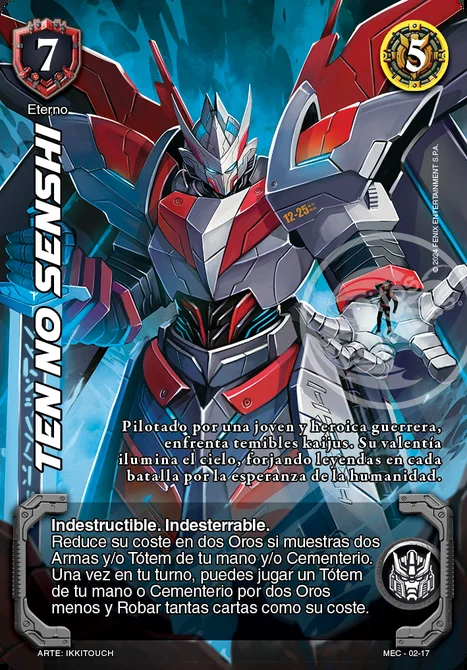 7
5
Eterno
TEN NO SENSHI
12-25
© 2024 FENIX ENTERTAINMENT S.P.A.
Pilotado por una joven y heroica guerrera,
enfrenta temibles kaijus. Su valentía
ilumina el cielo, forjando leyendas en cada
batalla por la esperanza de la humanidad.
Indestructible. Indesterrable.
Reduce su coste en dos Oros si muestras dos
Armas y/o Tótem de tu mano y/o Cementerio.
Una vez en tu turno, puedes jugar un Tótem
de tu mano o Cementerio por dos Oros
menos y Robar tantas cartas como su coste.
ARTE: IKKITOUCH
MEC - 02-17